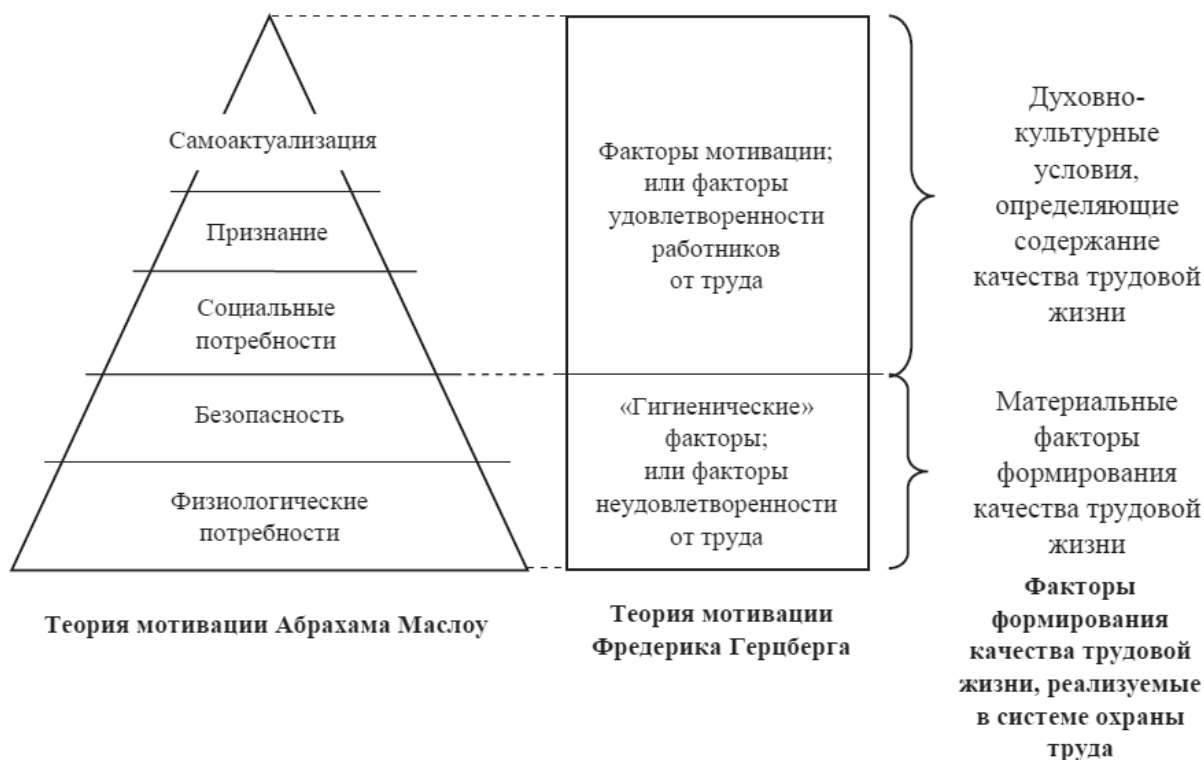 Самоактуализация
Признание
Социальные
потребности
Безопасность
Физиологические
потребности
Теория мотивации Абрахама Маслоу
Факторы мотивации;
или факторы
удовлетворенности
работников
от труда
«Гигиенические»
факторы;
или факторы
неудовлетворенности
от труда
Теория мотивации
Фредерика Герцберга
Духовно-
культурные
условия,
определяющие
содержание
качества трудовой
жизни
Материальные
факторы
формирования
качества трудовой
жизни
Факторы
формирования
качества трудовой
жизни, реализуемые
в системе охраны
труда